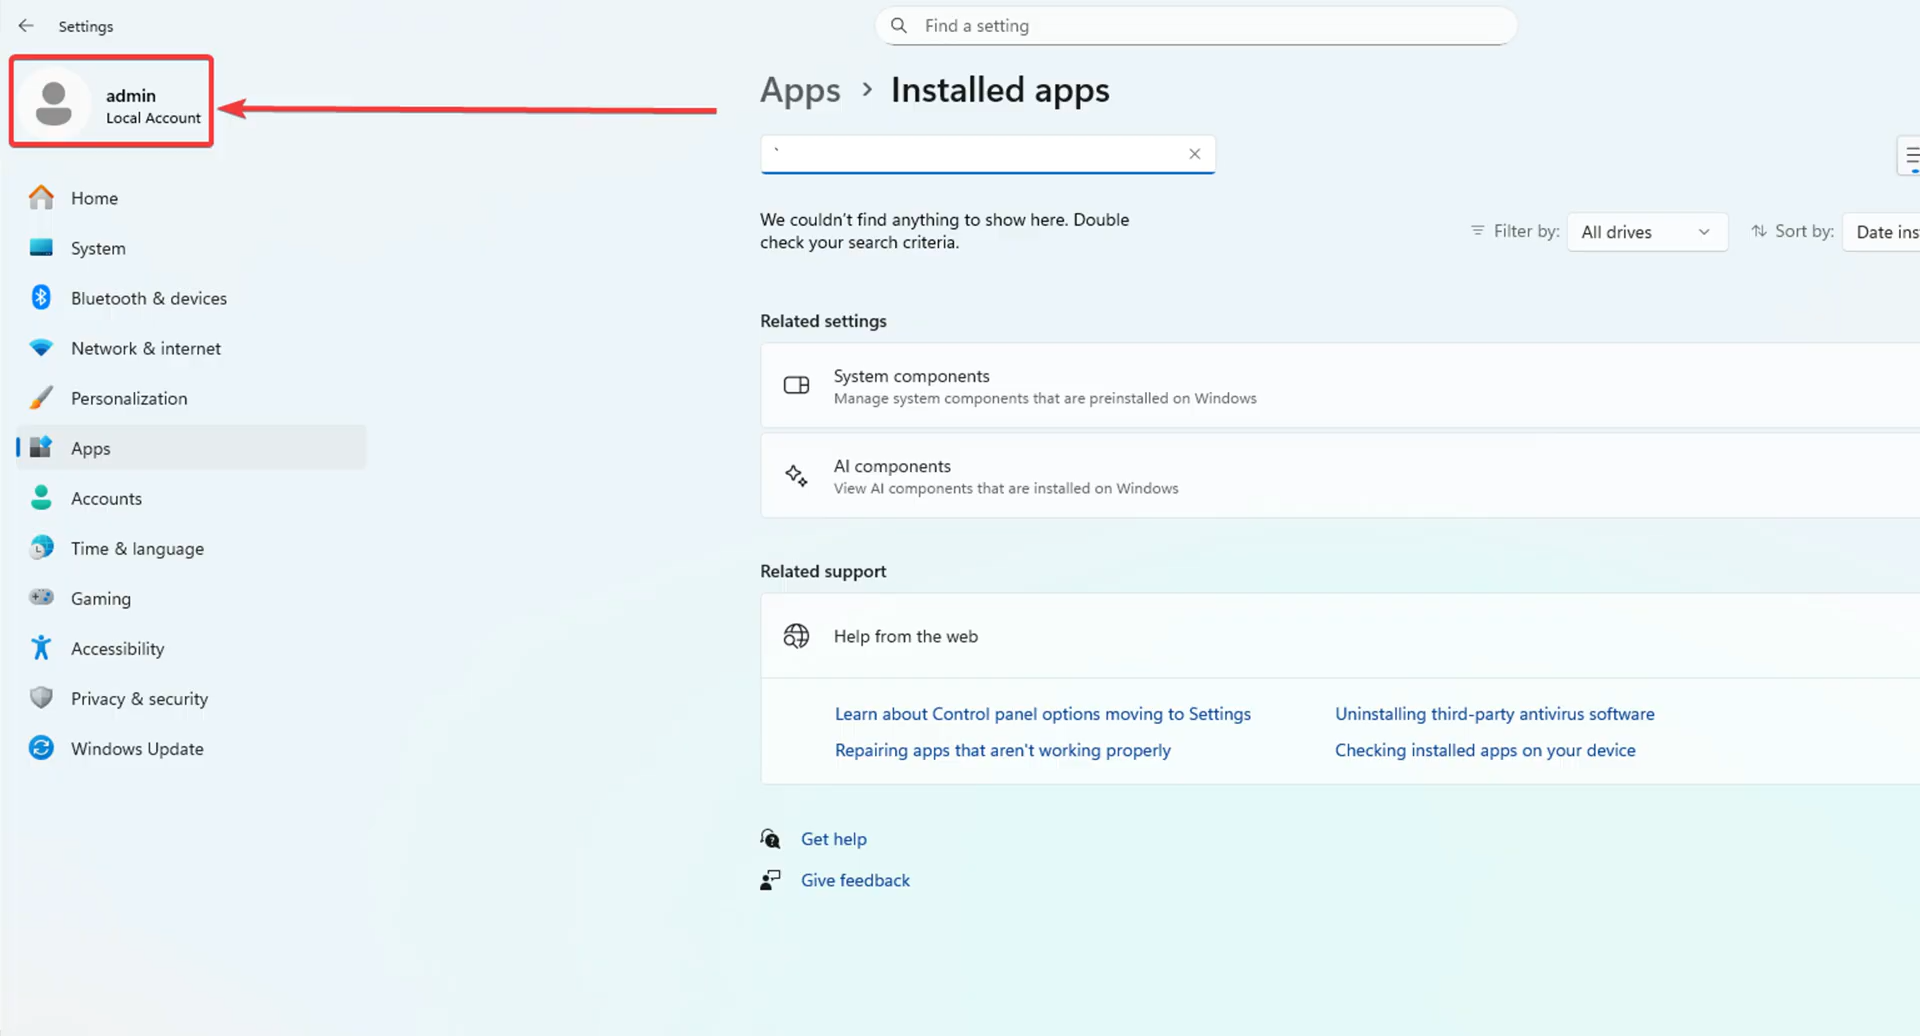 Settings
Find a setting
admin
Local Account
Home
System
Bluetooth & devices
Network & internet
Personalization
Apps
Accounts
Time & language
Gaming
Accessibility
Privacy & security
Windows Update
Apps > Installed apps
`
We couldn't find anything to show here. Double
check your search criteria.
Filter by: All drives
Sort by: Date ins
Related settings
System components
Manage system components that are preinstalled on Windows
AI components
View AI components that are installed on Windows
Related support
Help from the web
Learn about Control panel options moving to Settings
Uninstalling third-party antivirus software
Repairing apps that aren't working properly
Checking installed apps on your device
Get help
Give feedback